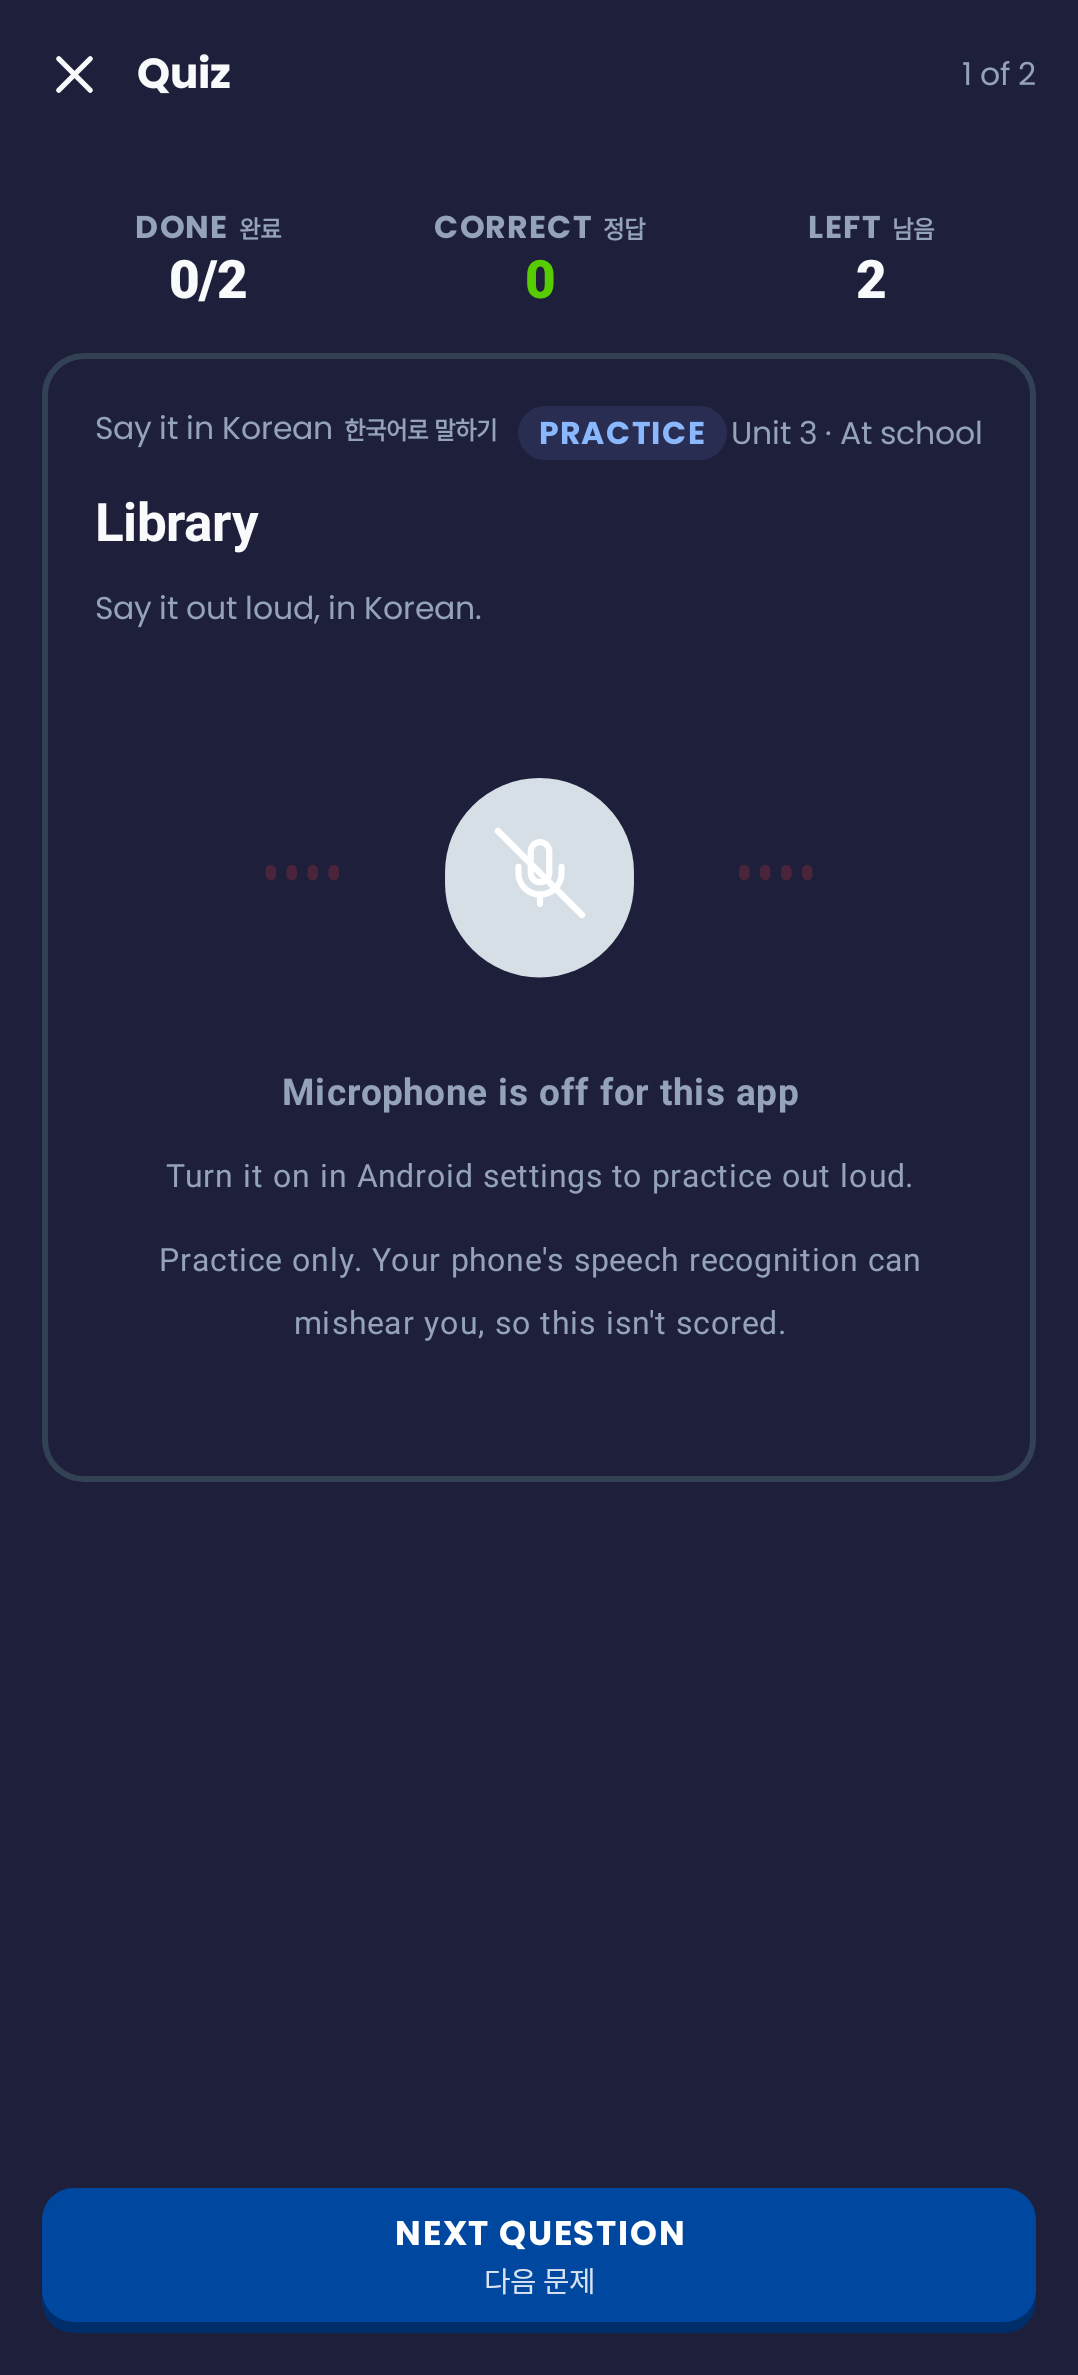 Quiz
1 of 2
DONE 완료
0/2
CORRECT 정답
0
LEFT 남음
2
Say it in Korean 한국어로 말하기
PRACTICE
Unit 3 · At school
Library
Say it out loud, in Korean.
Microphone is off for this app
Turn it on in Android settings to practice out loud.
Practice only. Your phone's speech recognition can
mishear you, so this isn't scored.
NEXT QUESTION
다음 문제